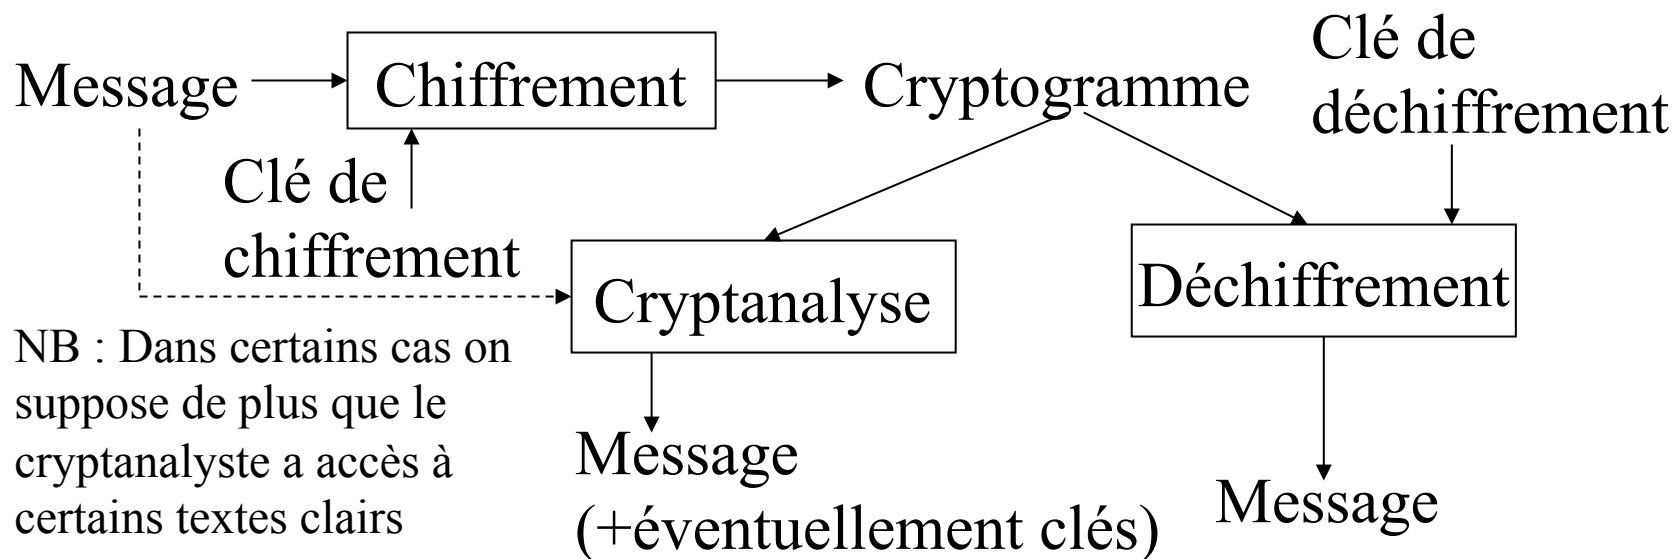 Message
Chiffrement
Cryptogramme
Clé de
déchiffrement
Clé de
chiffrement
Cryptanalyse
Déchiffrement
NB : Dans certains cas on
suppose de plus que le
cryptanalyste a accès à
certains textes clairs
Message
(+éventuellement clés)
Message